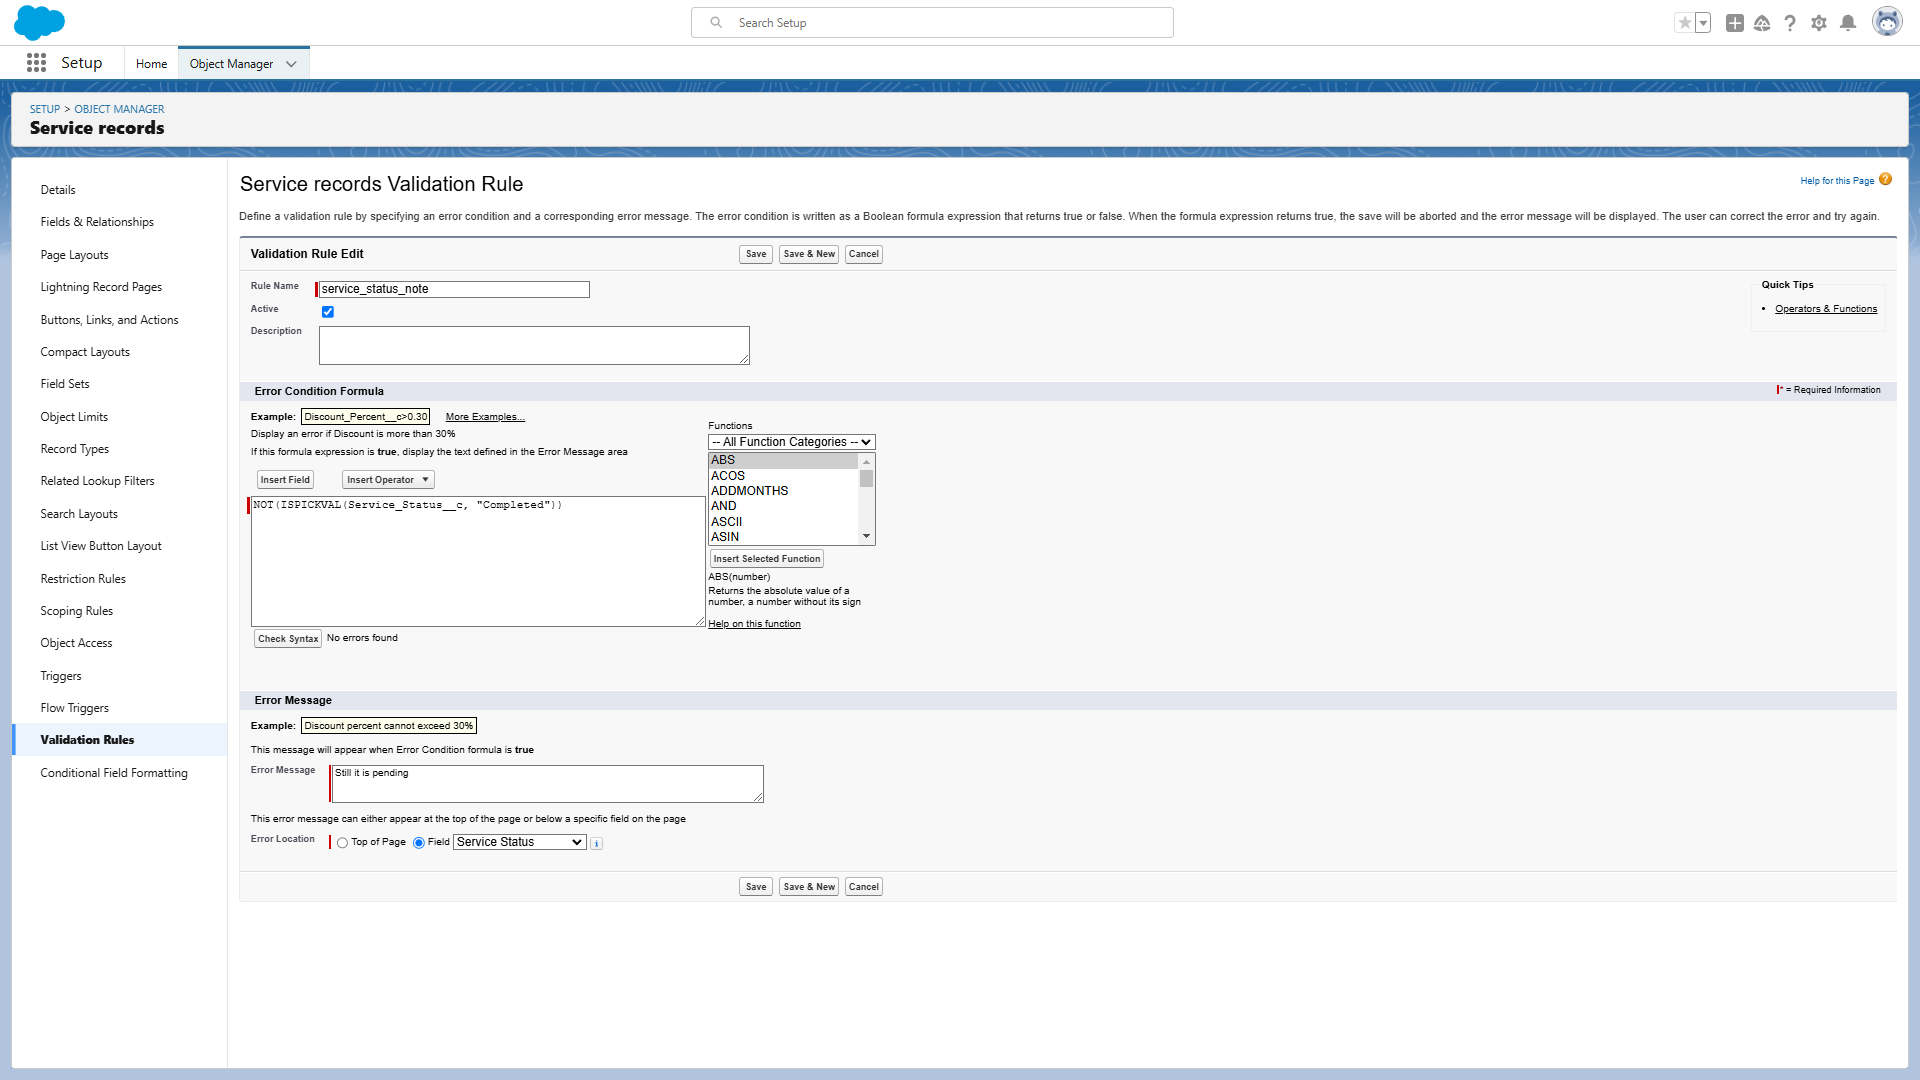 Search Setup
Setup
Home
Object Manager
SETUP > OBJECT MANAGER
Service records
Details
Fields & Relationships
Page Layouts
Lightning Record Pages
Buttons, Links, and Actions
Compact Layouts
Field Sets
Object Limits
Record Types
Related Lookup Filters
Search Layouts
List View Button Layout
Restriction Rules
Scoping Rules
Object Access
Triggers
Flow Triggers
Validation Rules
Conditional Field Formatting
Service records Validation Rule
Help for this Page
Define a validation rule by specifying an error condition and a corresponding error message. The error condition is written as a Boolean formula expression that returns true or false. When the formula expression returns true, the save will be aborted and the error message will be displayed. The user can correct the error and try again.
Validation Rule Edit
Save
Save & New
Cancel
Rule Name
service_status_note
Active
Description
Quick Tips
• Operators & Functions
Error Condition Formula
* = Required Information
Example: Discount_Percent__c>0.30 More Examples...
Display an error if Discount is more than 30%
If this formula expression is true, display the text defined in the Error Message area
Insert Field
Insert Operator
NOT(ISPICKVAL(Service_Status__c, "Completed"))
Check Syntax No errors found
Functions
-- All Function Categories --
ABS
ACOS
ADDMONTHS
AND
ASCII
ASIN
Insert Selected Function
ABS(number)
Returns the absolute value of a
number, a number without its sign
Help on this function
Error Message
Example: Discount percent cannot exceed 30%
This message will appear when Error Condition formula is true
Error Message
Still it is pending
This error message can either appear at the top of the page or below a specific field on the page
Error Location
Top of Page
Field
Service Status
i
Save
Save & New
Cancel